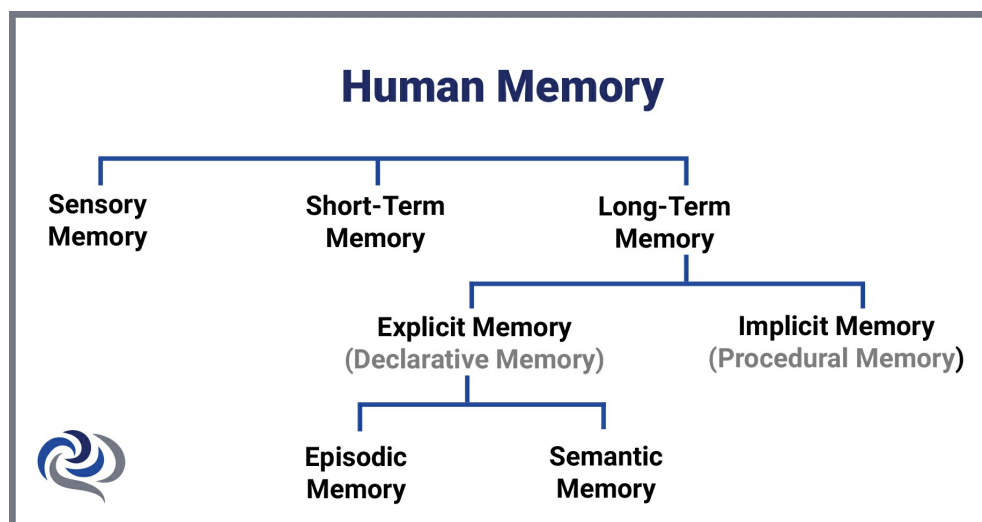 Human Memory
Sensory
Memory
Short-Term
Memory
Long-Term
Memory
Explicit Memory
(Declarative Memory)
Implicit Memory
(Procedural Memory)
Episodic
Memory
Semantic
Memory